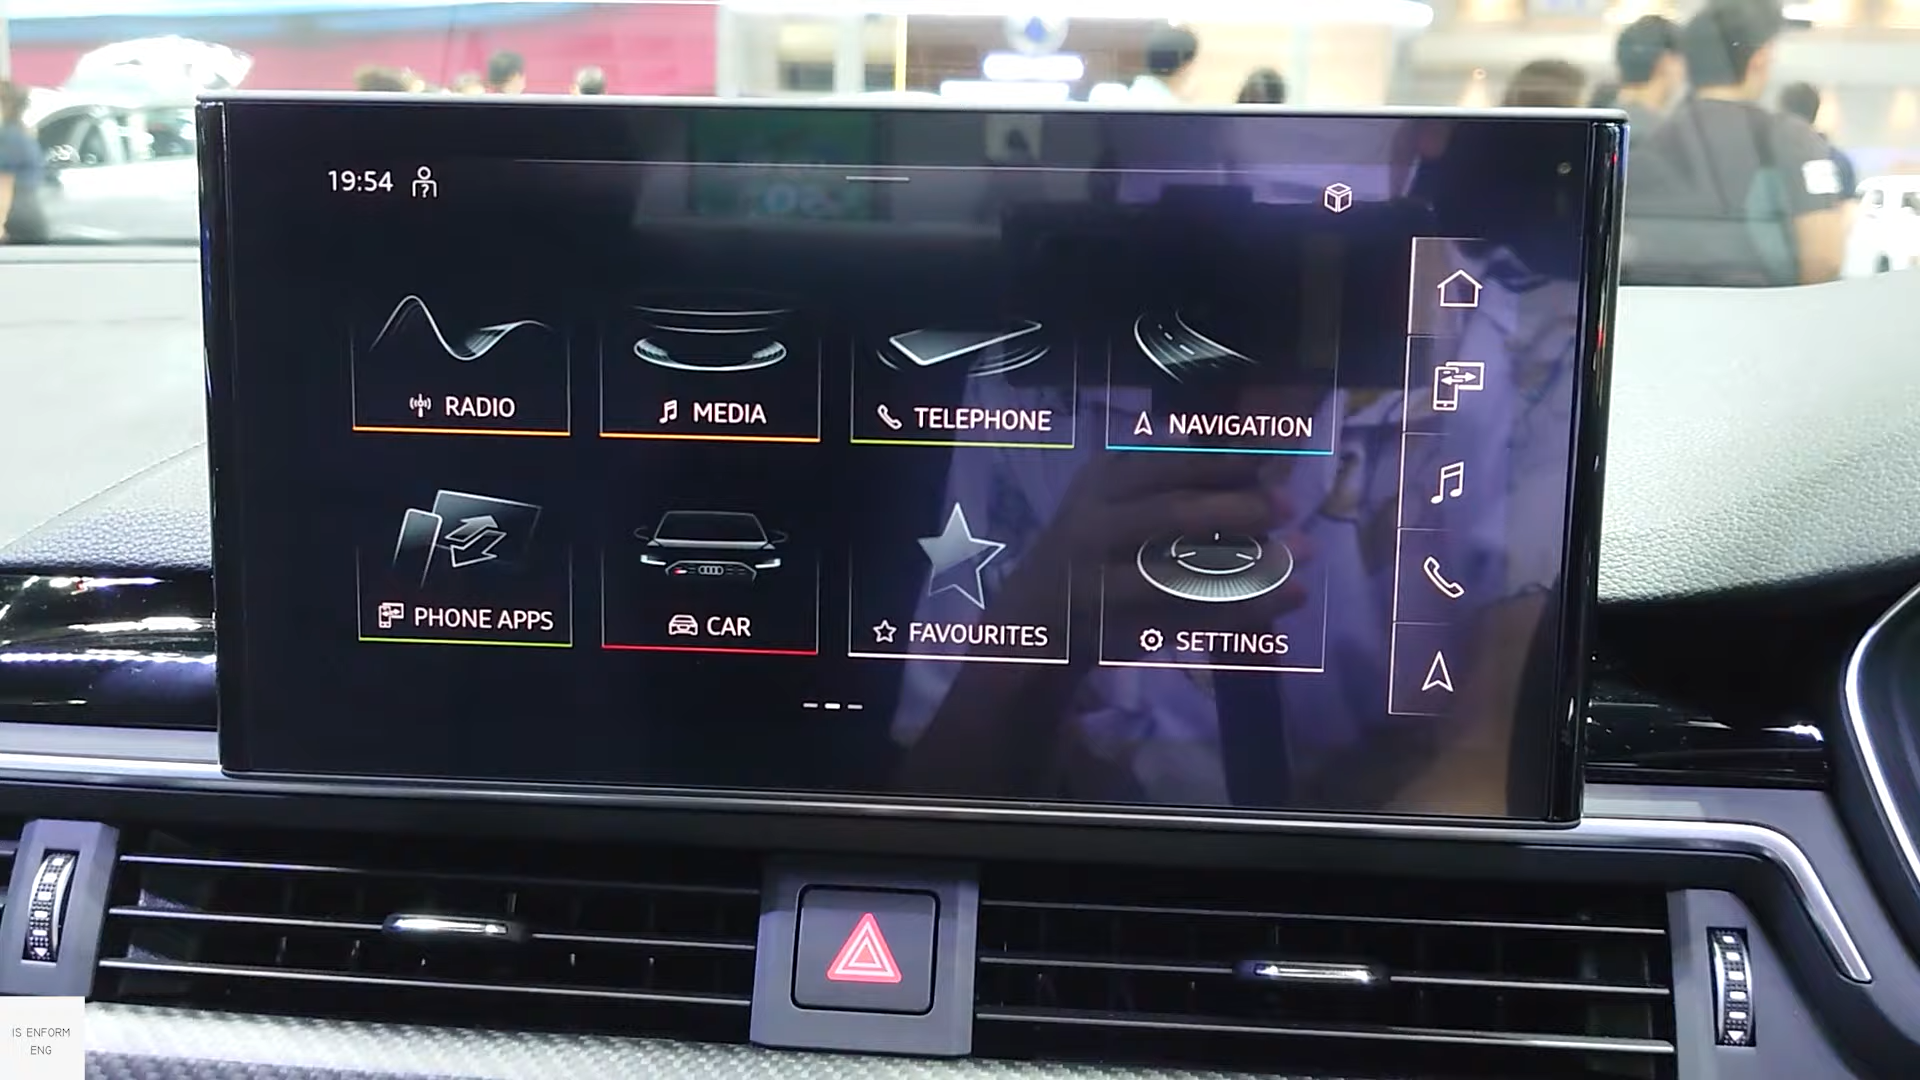 19:54
RADIO
MEDIA
TELEPHONE
NAVIGATION
PHONE APPS
CAR
FAVOURITES
SETTINGS
IS ENFORM
ENG